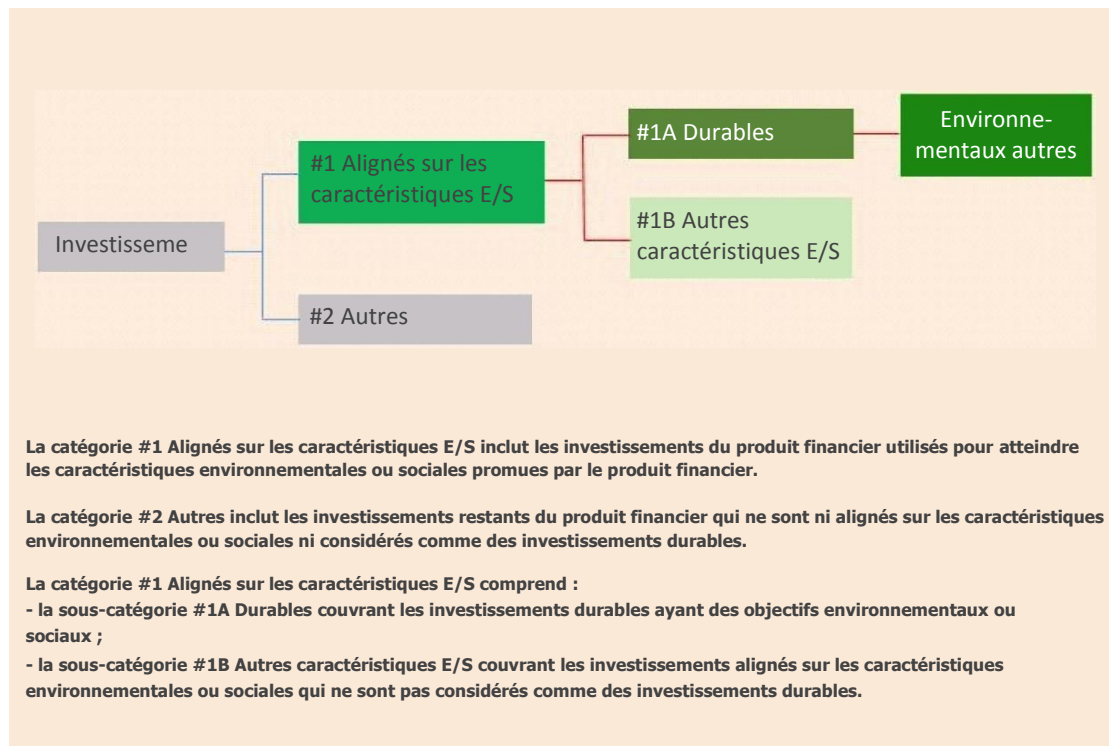 Environne-
mentaux autres
#1A Durables
#1 Alignés sur les
caractéristiques E/S
#1B Autres
caractéristiques E/S
Investisseme
#2 Autres
La catégorie #1 Alignés sur les caractéristiques E/S inclut les investissements du produit financier utilisés pour atteindre
les caractéristiques environnementales ou sociales promues par le produit financier.
La catégorie #2 Autres inclut les investissements restants du produit financier qui ne sont ni alignés sur les caractéristiques
environnementales ou sociales ni considérés comme des investissements durables.
La catégorie #1 Alignés sur les caractéristiques E/S comprend :
- la sous-catégorie #1A Durables couvrant les investissements durables ayant des objectifs environnementaux ou
sociaux ;
- la sous-catégorie #1B Autres caractéristiques E/S couvrant les investissements alignés sur les caractéristiques
environnementales ou sociales qui ne sont pas considérés comme des investissements durables.